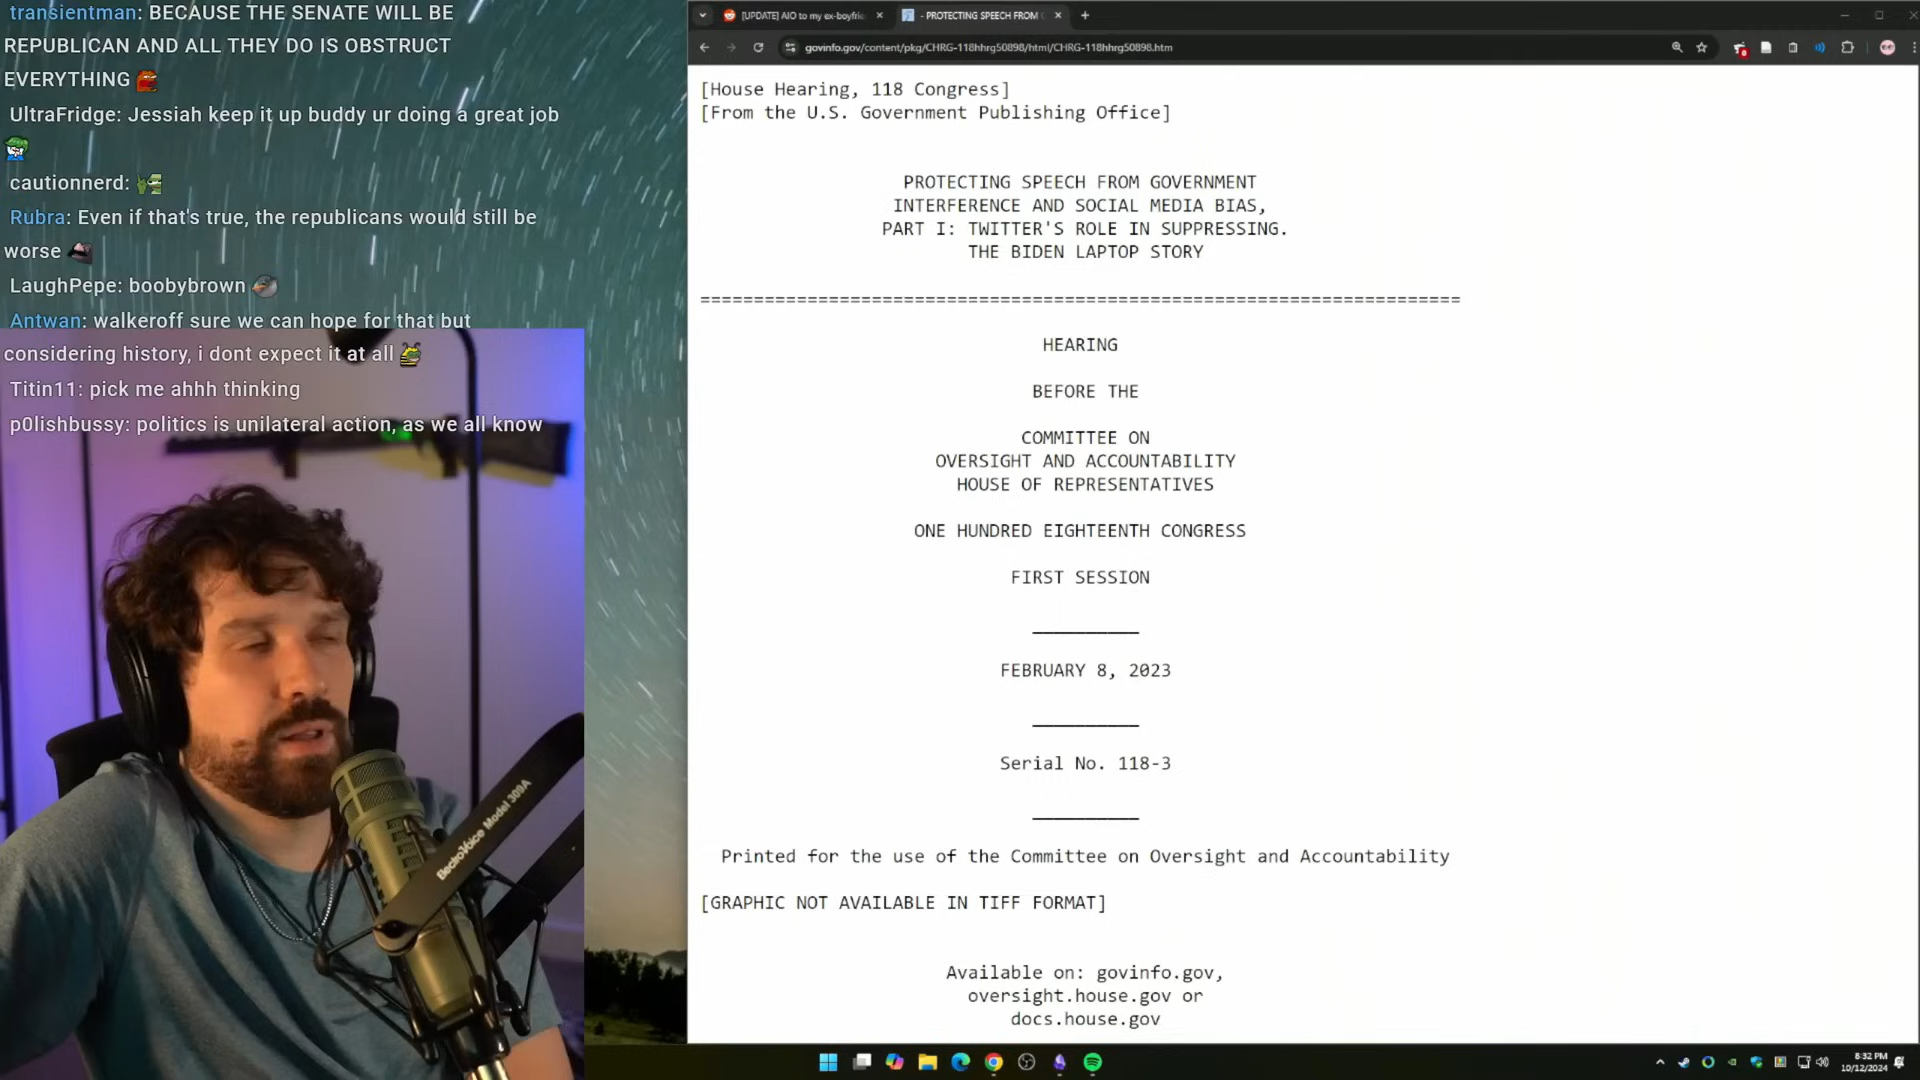 transientman: BECAUSE THE SENATE WILL BE
REPUBLICAN AND ALL THEY DO IS OBSTRUCT
EVERYTHING
UltraFridge: Jessiah keep it up buddy ur doing a great job
cautionnerd:
Rubra: Even if that's true, the republicans would still be
worse
LaughPepe: boobybrown
Antwan: walkeroff sure we can hope for that but
considering history, i dont expect it at all
Titin11: pick me ahhh thinking
p0lishbussy: politics is unilateral action, as we all know
ElectroVoice Model 309A
[UPDATE] AIO to my ex-boyfrie
- PROTECTING SPEECH FROM G
govinfo.gov/content/pkg/CHRG-118hhrg50898/html/CHRG-118hhrg50898.htm
[House Hearing, 118 Congress]
[From the U.S. Government Publishing Office]
PROTECTING SPEECH FROM GOVERNMENT
INTERFERENCE AND SOCIAL MEDIA BIAS,
PART I: TWITTER'S ROLE IN SUPPRESSING.
THE BIDEN LAPTOP STORY
=======================================================================
HEARING
BEFORE THE
COMMITTEE ON
OVERSIGHT AND ACCOUNTABILITY
HOUSE OF REPRESENTATIVES
ONE HUNDRED EIGHTEENTH CONGRESS
FIRST SESSION
__________
FEBRUARY 8, 2023
__________
Serial No. 118-3
__________
Printed for the use of the Committee on Oversight and Accountability
[GRAPHIC NOT AVAILABLE IN TIFF FORMAT]
Available on: govinfo.gov,
oversight.house.gov or
docs.house.gov
8:32 PM
10/12/2024